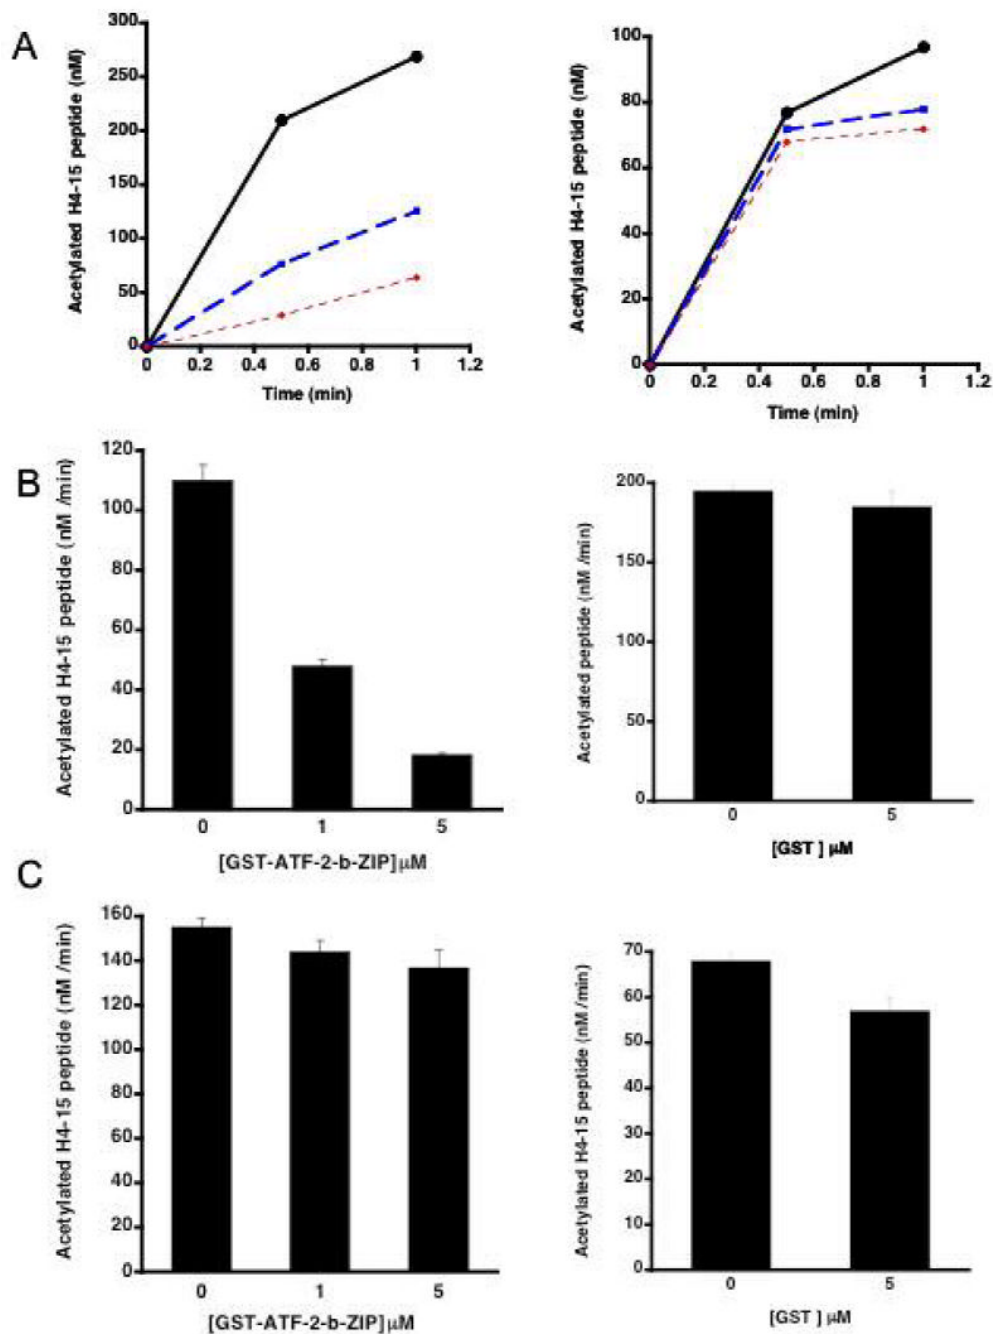 A
Acetylated H4-15 peptide (nM)
300
250
200
150
100
50
0
0 0.2 0.4 0.6 0.8 1 1.2
Time (min)
Acetylated H4-15 peptide (nM)
100
80
60
40
20
0
0 0.2 0.4 0.6 0.8 1 1.2
Time (min)
B
Acetylated H4-15 peptide (nM /min)
120
100
80
60
40
20
0
0 1 5
[GST-ATF-2-b-ZIP]µM
Acetylated peptide (nM /min)
200
150
100
50
0
0 5
[GST ] µM
C
Acetylated H4-15 peptide (nM /min)
160
140
120
100
80
60
40
20
0
0 1 5
[GST-ATF-2-b-ZIP]µM
Acetylated H4-15 peptide (nM /min)
70
60
50
40
30
20
10
0
0 5
[GST ] µM